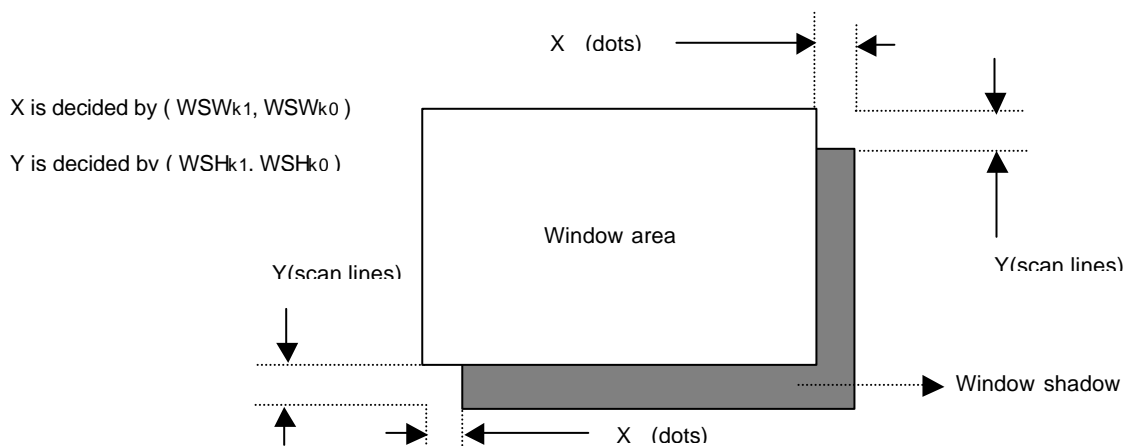 X (dots)
X is decided by ( WSWk1, WSWk0 )
Y is decided by ( WSHk1, WSHk0 )
Window area
Y(scan lines)
Y(scan lines)
Window shadow
X (dots)